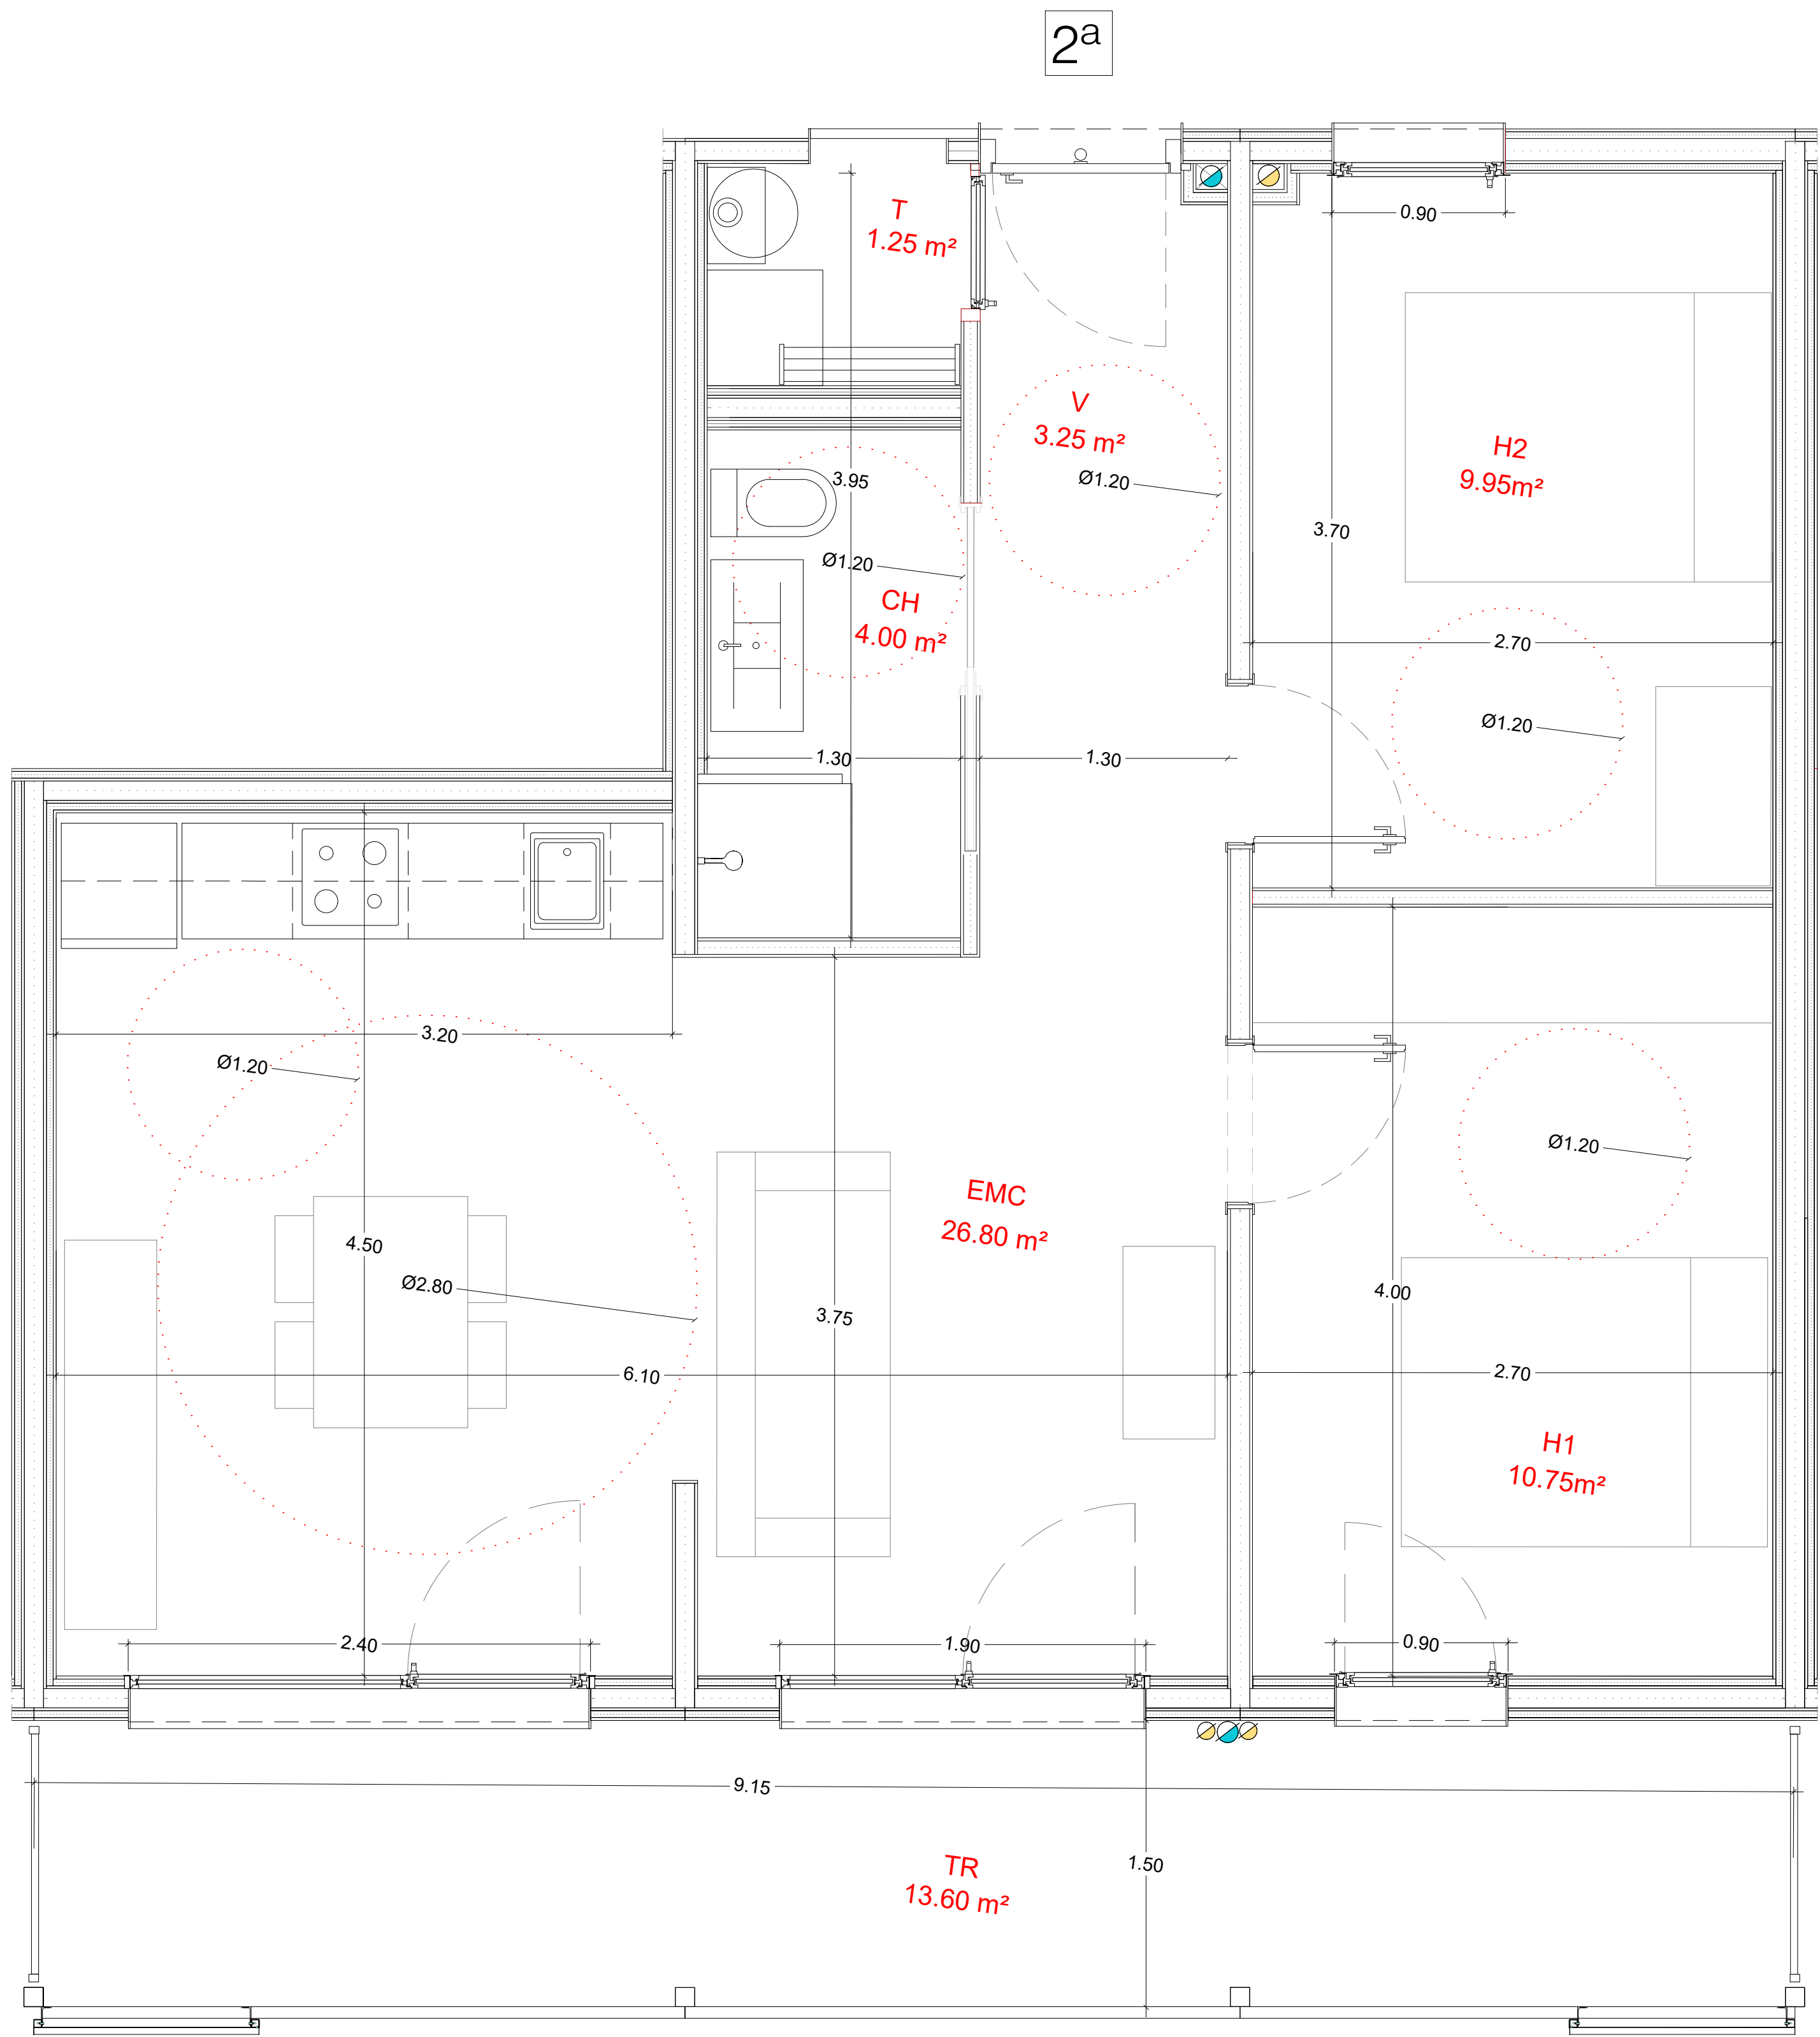 2ª
T
1.25 m²
0.90
V
3.25 m²
H2
9.95m²
3.95
Ø1.20
3.70
Ø1.20
CH
4.00 m²
2.70
Ø1.20
1.30
1.30
3.20
Ø1.20
Ø1.20
EMC
26.80 m²
4.50
Ø2.80
4.00
3.75
6.10
2.70
H1
10.75m²
2.40
1.90
0.90
9.15
TR
13.60 m²
1.50